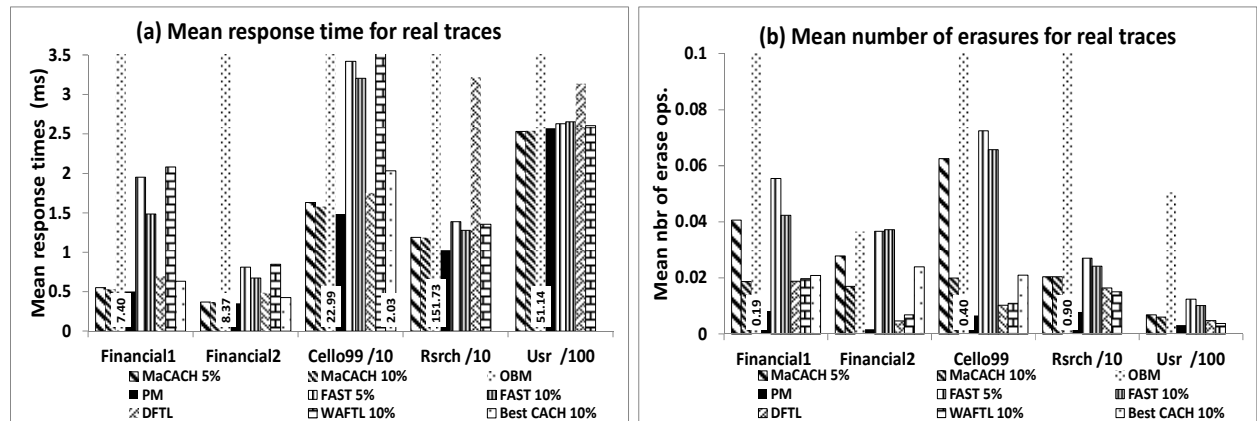 (a) Mean response time for real traces
Mean response times (ms)
3.5
3
2.5
2
1.5
1
0.5
0
7.40
8.37
22.99
2.03
151.73
51.14
Financial1
Financial2
Cello99 /10
Rsrch /10
Usr /100
MaCACH 5%
MaCACH 10%
OBM
PM
FAST 5%
FAST 10%
DFTL
WAFTL 10%
Best CACH 10%
(b) Mean number of erasures for real traces
Mean nbr of erase ops.
0.1
0.08
0.06
0.04
0.02
0
0.19
0.40
0.90
Financial1
Financial2
Cello99
Rsrch /10
Usr /100
MaCACH 5%
MaCACH 10%
OBM
PM
FAST 5%
FAST 10%
DFTL
WAFTL 10%
Best CACH 10%